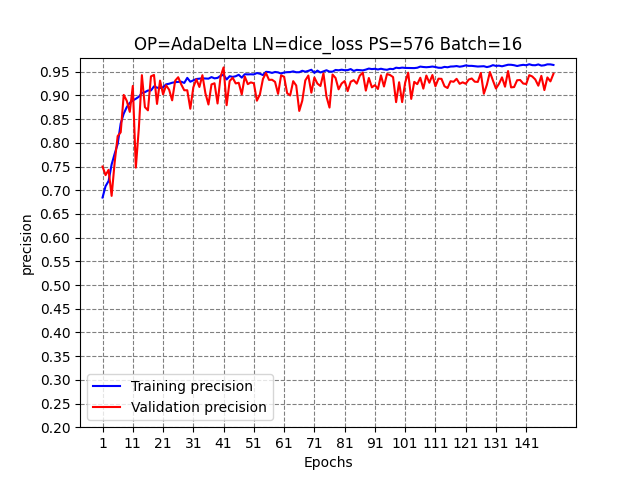 OP=AdaDelta LN=dice_loss PS=576 Batch=16
precision
0.95
0.90
0.85
0.80
0.75
0.70
0.65
0.60
0.55
0.50
0.45
0.40
0.35
0.30
0.25
0.20
Training precision
Validation precision
1 11 21 31 41 51 61 71 81 91 101 111 121 131 141
Epochs